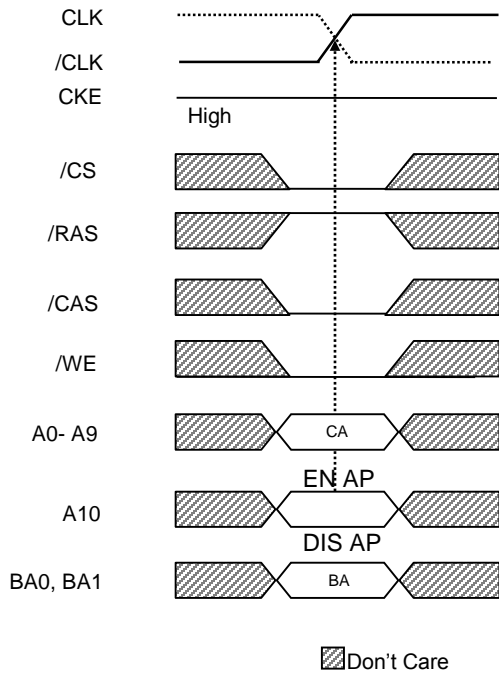 CLK
/CLK
CKE
High
/CS
/RAS
/CAS
/WE
A0- A9
CA
EN AP
A10
DIS AP
BA0, BA1
BA
Don't Care